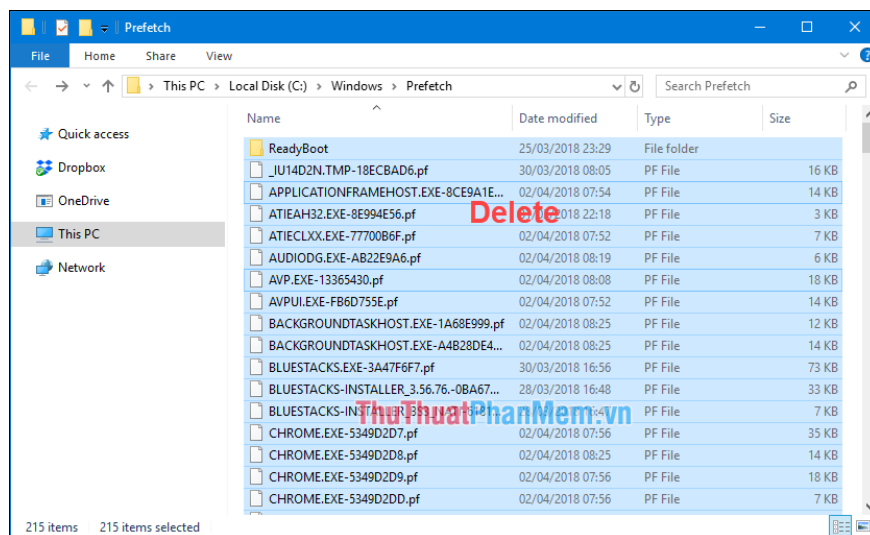 Prefetch
File Home Share View
This PC Local Disk (C:) Windows Prefetch Search Prefetch
Name Date modified Type Size
Quick access
Dropbox
OneDrive
This PC
Network
ReadyBoot 25/03/2018 23:29 File folder
_IU14D2N.TMP-18ECBAD6.pf 30/03/2018 08:05 PF File 16 KB
APPLICATIONFRAMEHOST.EXE-8CE9A1E... 02/04/2018 07:54 PF File 14 KB
Delete
ATIEAH32.EXE-8E994E56.pf 22:18 PF File 3 KB
ATIECLXX.EXE-77700B6F.pf 02/04/2018 07:52 PF File 7 KB
AUDIODG.EXE-AB22E9A6.pf 02/04/2018 08:19 PF File 6 KB
AVP.EXE-13365430.pf 02/04/2018 08:08 PF File 18 KB
AVPUI.EXE-FB6D755E.pf 02/04/2018 07:52 PF File 14 KB
BACKGROUNDTASKHOST.EXE-1A68E999.pf 02/04/2018 08:25 PF File 12 KB
BACKGROUNDTASKHOST.EXE-A4B28DE4... 02/04/2018 08:25 PF File 14 KB
BLUESTACKS.EXE-3A47F6F7.pf 30/03/2018 16:56 PF File 73 KB
BLUESTACKS-INSTALLER_3.56.76.-0BA67... 28/03/2018 16:48 PF File 33 KB
BLUESTACKS-INSTALLER PF File 7 KB
ThuThuatPhanMem.vn
CHROME.EXE-5349D2D7.pf 02/04/2018 07:56 PF File 35 KB
CHROME.EXE-5349D2D8.pf 02/04/2018 08:25 PF File 14 KB
CHROME.EXE-5349D2D9.pf 02/04/2018 07:56 PF File 18 KB
CHROME.EXE-5349D2DD.pf 02/04/2018 07:56 PF File 7 KB
215 items 215 items selected